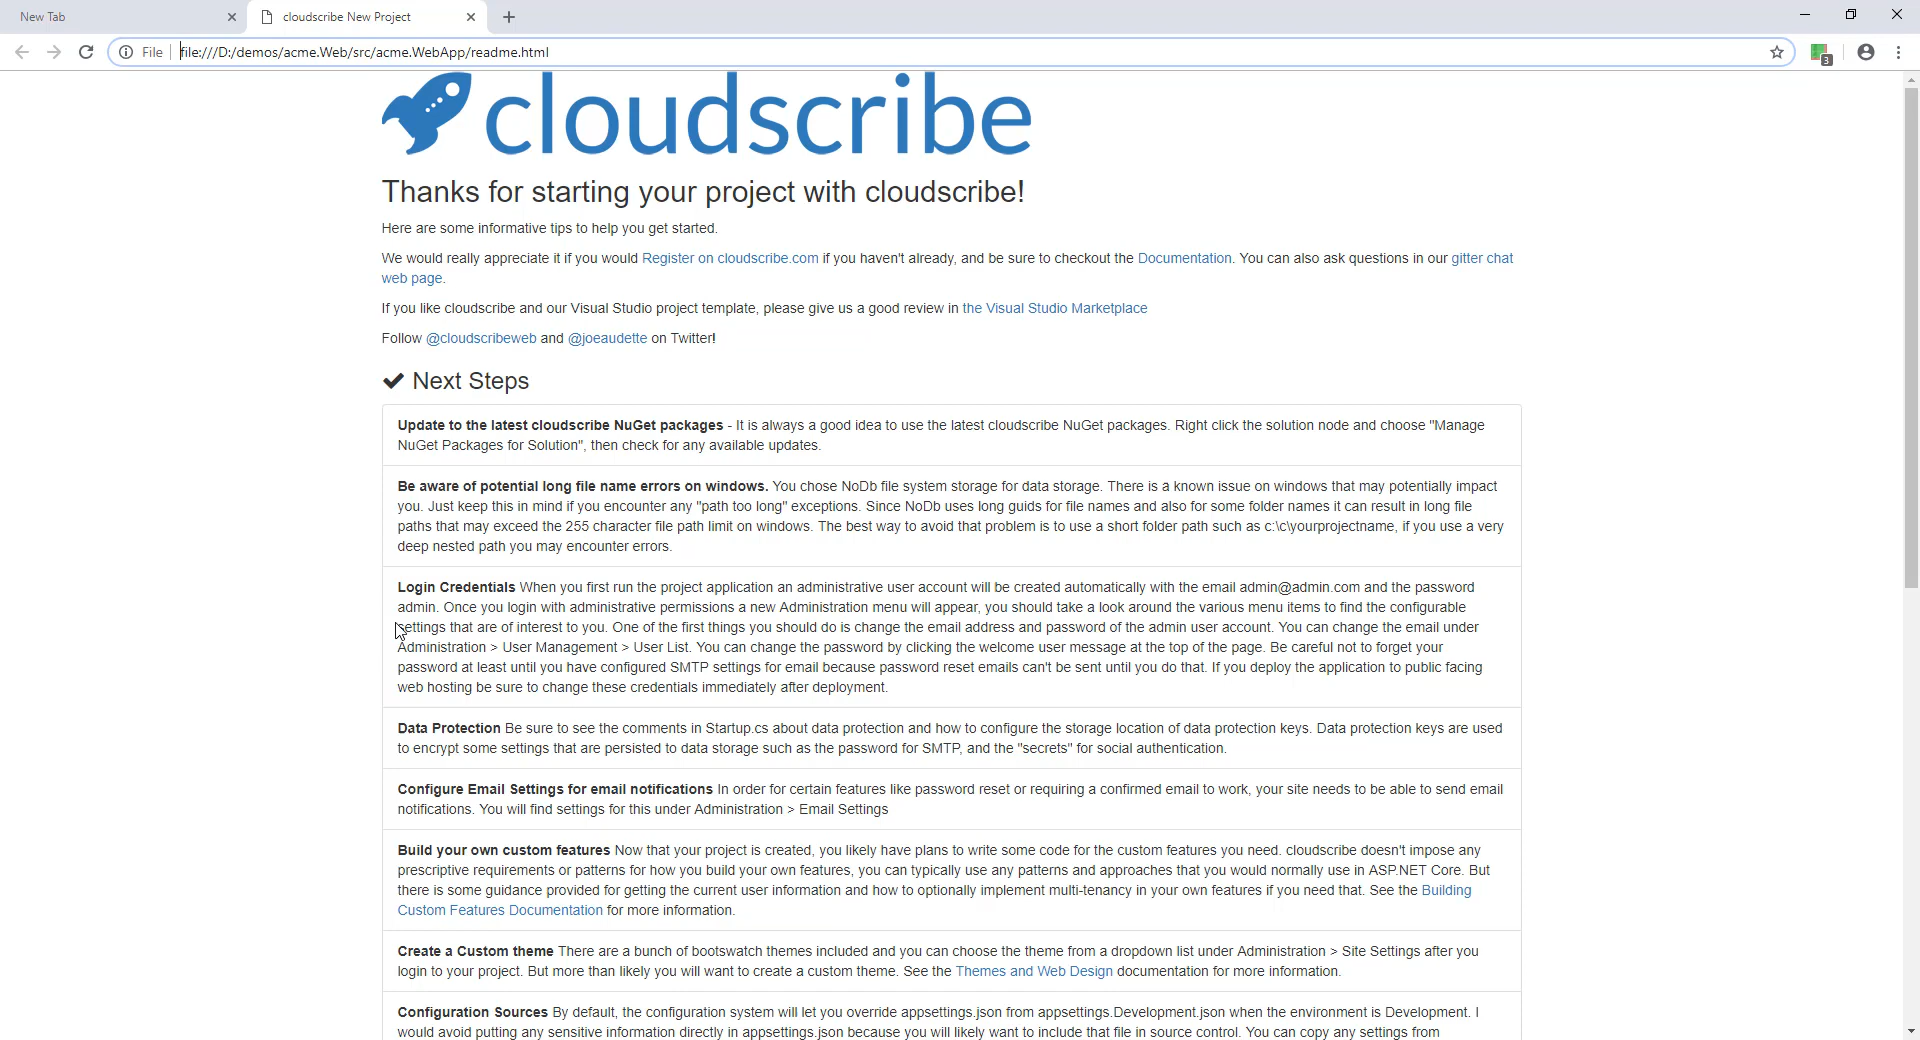 New Tab
cloudscribe New Project
File
file:///D:/demos/acme.Web/src/acme.WebApp/readme.html
3
cloudscribe
Thanks for starting your project with cloudscribe!
Here are some informative tips to help you get started.
We would really appreciate it if you would Register on cloudscribe.com if you haven't already, and be sure to checkout the Documentation. You can also ask questions in our gitter chat
web page.
If you like cloudscribe and our Visual Studio project template, please give us a good review in the Visual Studio Marketplace
Follow @cloudscribeweb and @joeaudette on Twitter!
Next Steps
Update to the latest cloudscribe NuGet packages - It is always a good idea to use the latest cloudscribe NuGet packages. Right click the solution node and choose "Manage
NuGet Packages for Solution", then check for any available updates.
Be aware of potential long file name errors on windows. You chose NoDb file system storage for data storage. There is a known issue on windows that may potentially impact
you. Just keep this in mind if you encounter any "path too long" exceptions. Since NoDb uses long guids for file names and also for some folder names it can result in long file
paths that may exceed the 255 character file path limit on windows. The best way to avoid that problem is to use a short folder path such as c:\c\yourprojectname, if you use a very
deep nested path you may encounter errors.
Login Credentials When you first run the project application an administrative user account will be created automatically with the email admin@admin.com and the password
admin. Once you login with administrative permissions a new Administration menu will appear, you should take a look around the various menu items to find the configurable
settings that are of interest to you. One of the first things you should do is change the email address and password of the admin user account. You can change the email under
Administration > User Management > User List. You can change the password by clicking the welcome user message at the top of the page. Be careful not to forget your
password at least until you have configured SMTP settings for email because password reset emails can't be sent until you do that. If you deploy the application to public facing
web hosting be sure to change these credentials immediately after deployment.
Data Protection Be sure to see the comments in Startup.cs about data protection and how to configure the storage location of data protection keys. Data protection keys are used
to encrypt some settings that are persisted to data storage such as the password for SMTP, and the "secrets" for social authentication.
Configure Email Settings for email notifications In order for certain features like password reset or requiring a confirmed email to work, your site needs to be able to send email
notifications. You will find settings for this under Administration > Email Settings
Build your own custom features Now that your project is created, you likely have plans to write some code for the custom features you need. cloudscribe doesn't impose any
prescriptive requirements or patterns for how you build your own features, you can typically use any patterns and approaches that you would normally use in ASP.NET Core. But
there is some guidance provided for getting the current user information and how to optionally implement multi-tenancy in your own features if you need that. See the Building
Custom Features Documentation for more information.
Create a Custom theme There are a bunch of bootswatch themes included and you can choose the theme from a dropdown list under Administration > Site Settings after you
login to your project. But more than likely you will want to create a custom theme. See the Themes and Web Design documentation for more information.
Configuration Sources By default, the configuration system will let you override appsettings.json from appsettings.Development.json when the environment is Development. I
would avoid putting any sensitive information directly in appsettings.json because you will likely want to include that file in source control. You can copy any settings from